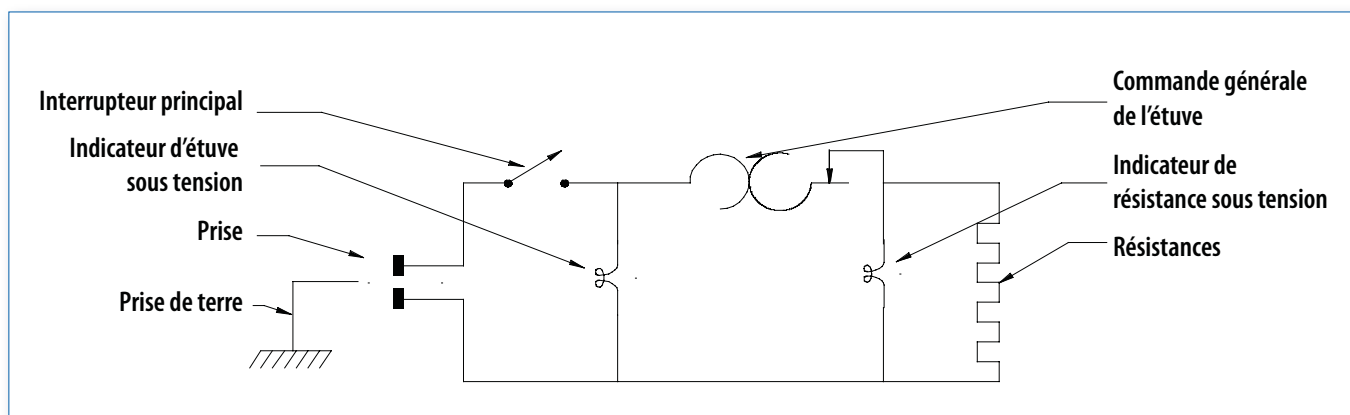 Interrupteur principal
Indicateur d'étuve
sous tension
Prise
Prise de terre
Commande générale
de l'étuve
Indicateur de
résistance sous tension
Résistances